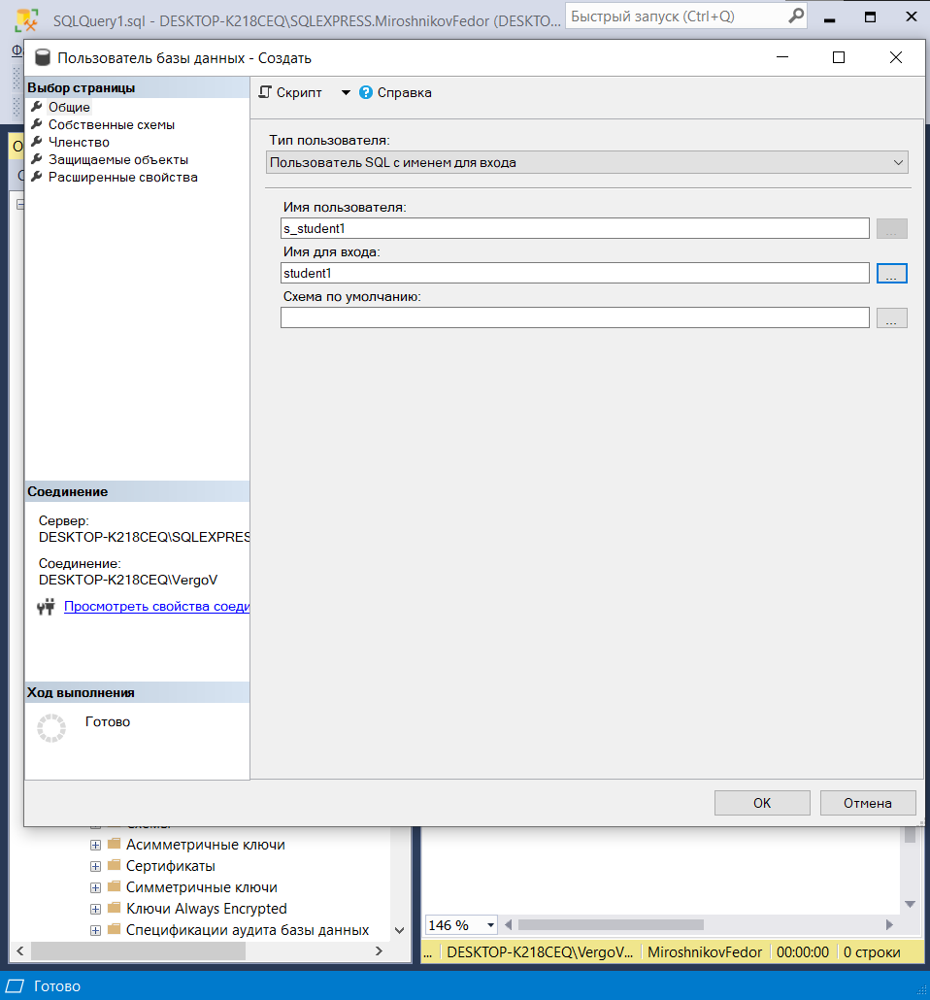 SQLQuery1.sql - DESKTOP-K218CEQ\SQLEXPRESS.MiroshnikovFedor (DESKTO...
Быстрый запуск (Ctrl+Q)
Пользователь базы данных - Создать
Выбор страницы
Общие
Собственные схемы
Членство
Защищаемые объекты
Расширенные свойства
Скрипт
Справка
Тип пользователя:
Пользователь SQL с именем для входа
Имя пользователя:
s_student1
...
Имя для входа:
student1
...
Схема по умолчанию:
...
Соединение
Сервер:
DESKTOP-K218CEQ\SQLEXPRES
Соединение:
DESKTOP-K218CEQ\VergoV
Просмотреть свойства соеди
Ход выполнения
Готово
OK
Отмена
Асимметричные ключи
Сертификаты
Симметричные ключи
Ключи Always Encrypted
Спецификации аудита базы данных
146 %
... DESKTOP-K218CEQ\VergoV... MiroshnikovFedor 00:00:00 0 строки
Готово